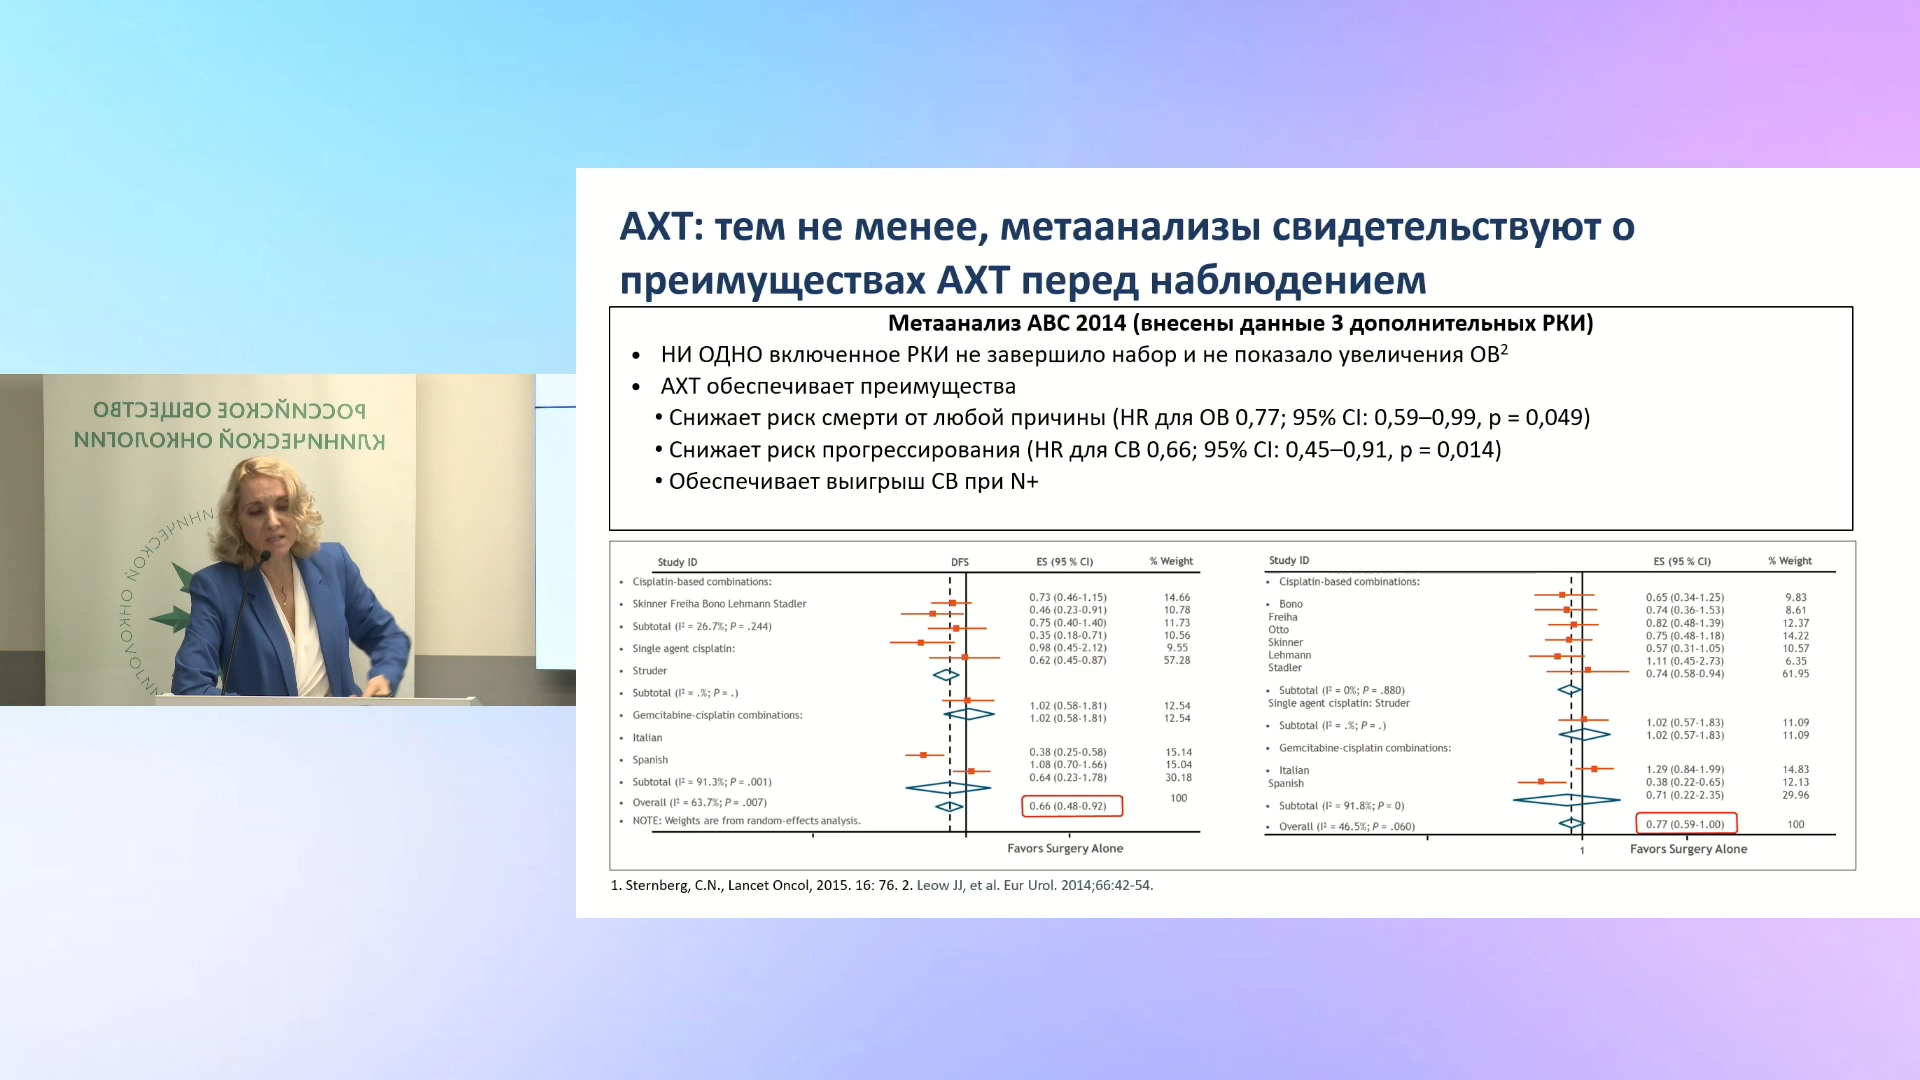 АХТ: тем не менее, метаанализы свидетельствуют о
преимуществах АХТ перед наблюдением
Метаанализ ABC 2014 (внесены данные 3 дополнительных РКИ)
• НИ ОДНО включенное РКИ не завершило набор и не показало увеличения ОВ²
• АХТ обеспечивает преимущества
• Снижает риск смерти от любой причины (HR для ОВ 0,77; 95% CI: 0,59–0,99, p = 0,049)
• Снижает риск прогрессирования (HR для СВ 0,66; 95% CI: 0,45–0,91, p = 0,014)
• Обеспечивает выигрыш СВ при N+
Study ID DFS ES (95 % CI) % Weight
• Cisplatin-based combinations:
• Skinner Freiha Bono Lehmann Stadler
• Subtotal (I² = 26.7%; P = .244)
• Single agent cisplatin:
• Struder
• Subtotal (I² = .%; P = .)
• Gemcitabine-cisplatin combinations:
• Italian
• Spanish
• Subtotal (I² = 91.3%; P = .001)
• Overall (I² = 63.7%; P = .007)
• NOTE: Weights are from random-effects analysis.
0.73 (0.46-1.15) 14.66
0.46 (0.23-0.91) 10.78
0.75 (0.40-1.40) 11.73
0.35 (0.18-0.71) 10.56
0.98 (0.45-2.12) 9.55
0.62 (0.45-0.87) 57.28
1.02 (0.58-1.81) 12.54
1.02 (0.58-1.81) 12.54
0.38 (0.25-0.58) 15.14
1.08 (0.70-1.66) 15.04
0.64 (0.23-1.78) 30.18
0.66 (0.48-0.92) 100
Favors Surgery Alone
Study ID ES (95 % CI) % Weight
• Cisplatin-based combinations:
• Bono
Freiha
Otto
Skinner
Lehmann
Stadler
• Subtotal (I² = 0%; P = .880)
Single agent cisplatin: Struder
• Subtotal (I² = .%; P = .)
• Gemcitabine-cisplatin combinations:
• Italian
Spanish
• Subtotal (I² = 91.8%; P = 0)
• Overall (I² = 46.5%; P = .060)
0.65 (0.34-1.25) 9.83
0.74 (0.36-1.53) 8.61
0.82 (0.48-1.39) 12.37
0.75 (0.48-1.18) 14.22
0.57 (0.31-1.05) 10.57
1.11 (0.45-2.73) 6.35
0.74 (0.58-0.94) 61.95
1.02 (0.57-1.83) 11.09
1.02 (0.57-1.83) 11.09
1.29 (0.84-1.99) 14.83
0.38 (0.22-0.65) 12.13
0.71 (0.22-2.35) 29.96
0.77 (0.59-1.00) 100
1 Favors Surgery Alone
1. Sternberg, C.N., Lancet Oncol, 2015. 16: 76. 2. Leow JJ, et al. Eur Urol. 2014;66:42-54.
РОССИЙСКОЕ ОБЩЕСТВО
КЛИНИЧЕСКОЙ ОНКОЛОГИИ